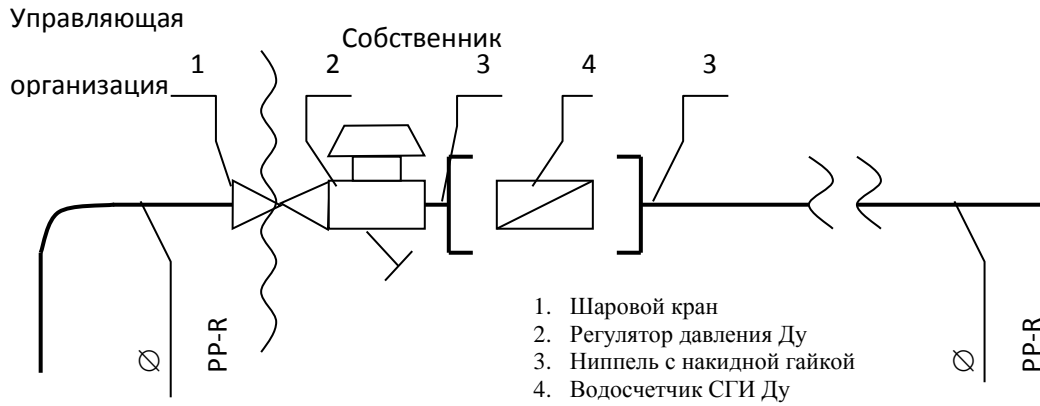 Управляющая
Собственник
организация
1 2 3 4 3
1. Шаровой кран
2. Регулятор давления Ду
3. Ниппель с накидной гайкой
4. Водосчетчик СГИ Ду
∅
PP-R
∅
PP-R